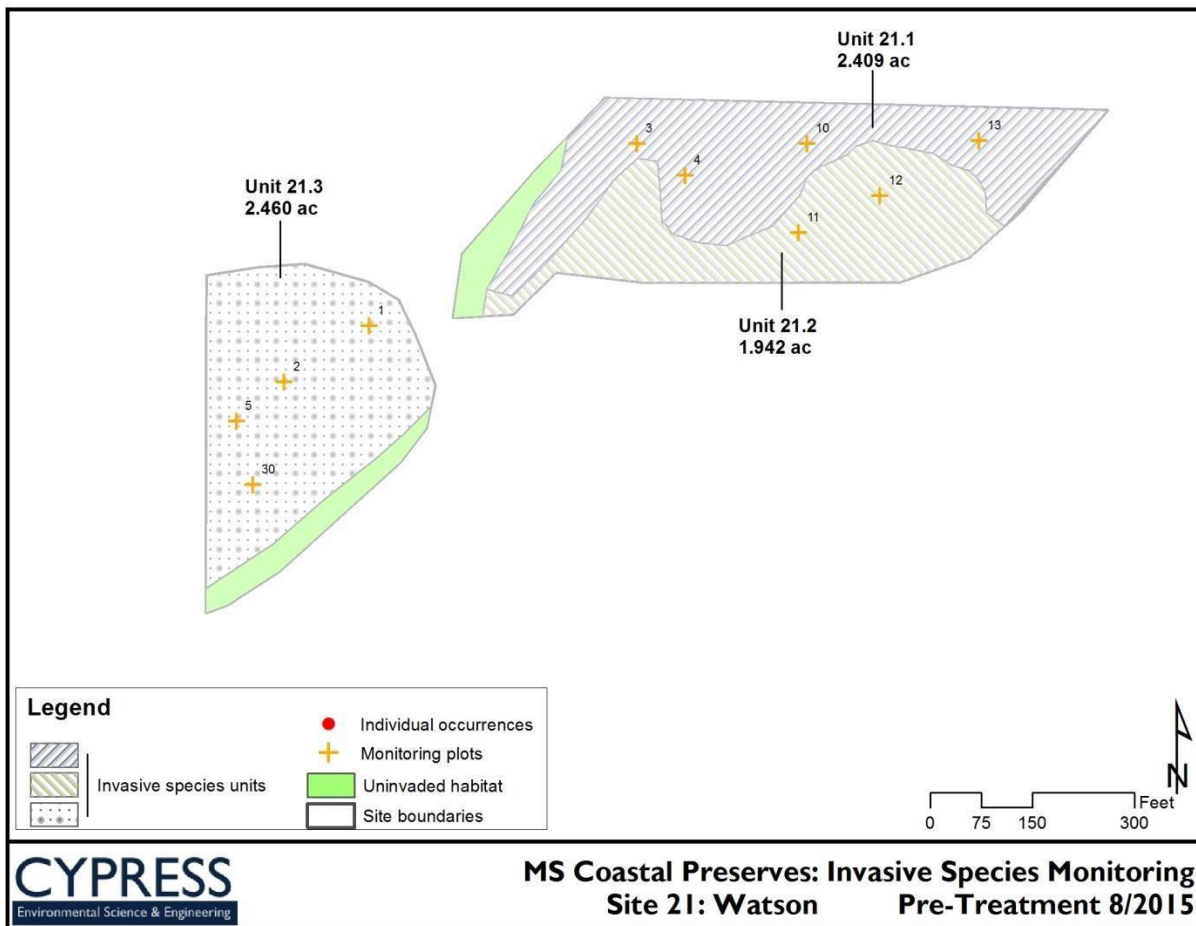 Unit 21.1
2.409 ac
3
10
13
4
12
11
Unit 21.3
2.460 ac
Unit 21.2
1.942 ac
1
2
5
30
Legend
Invasive species units
Individual occurrences
Monitoring plots
Uninvaded habitat
Site boundaries
N
Feet
0 75 150 300
CYPRESS
Environmental Science & Engineering
MS Coastal Preserves: Invasive Species Monitoring
Site 21: Watson Pre-Treatment 8/2015